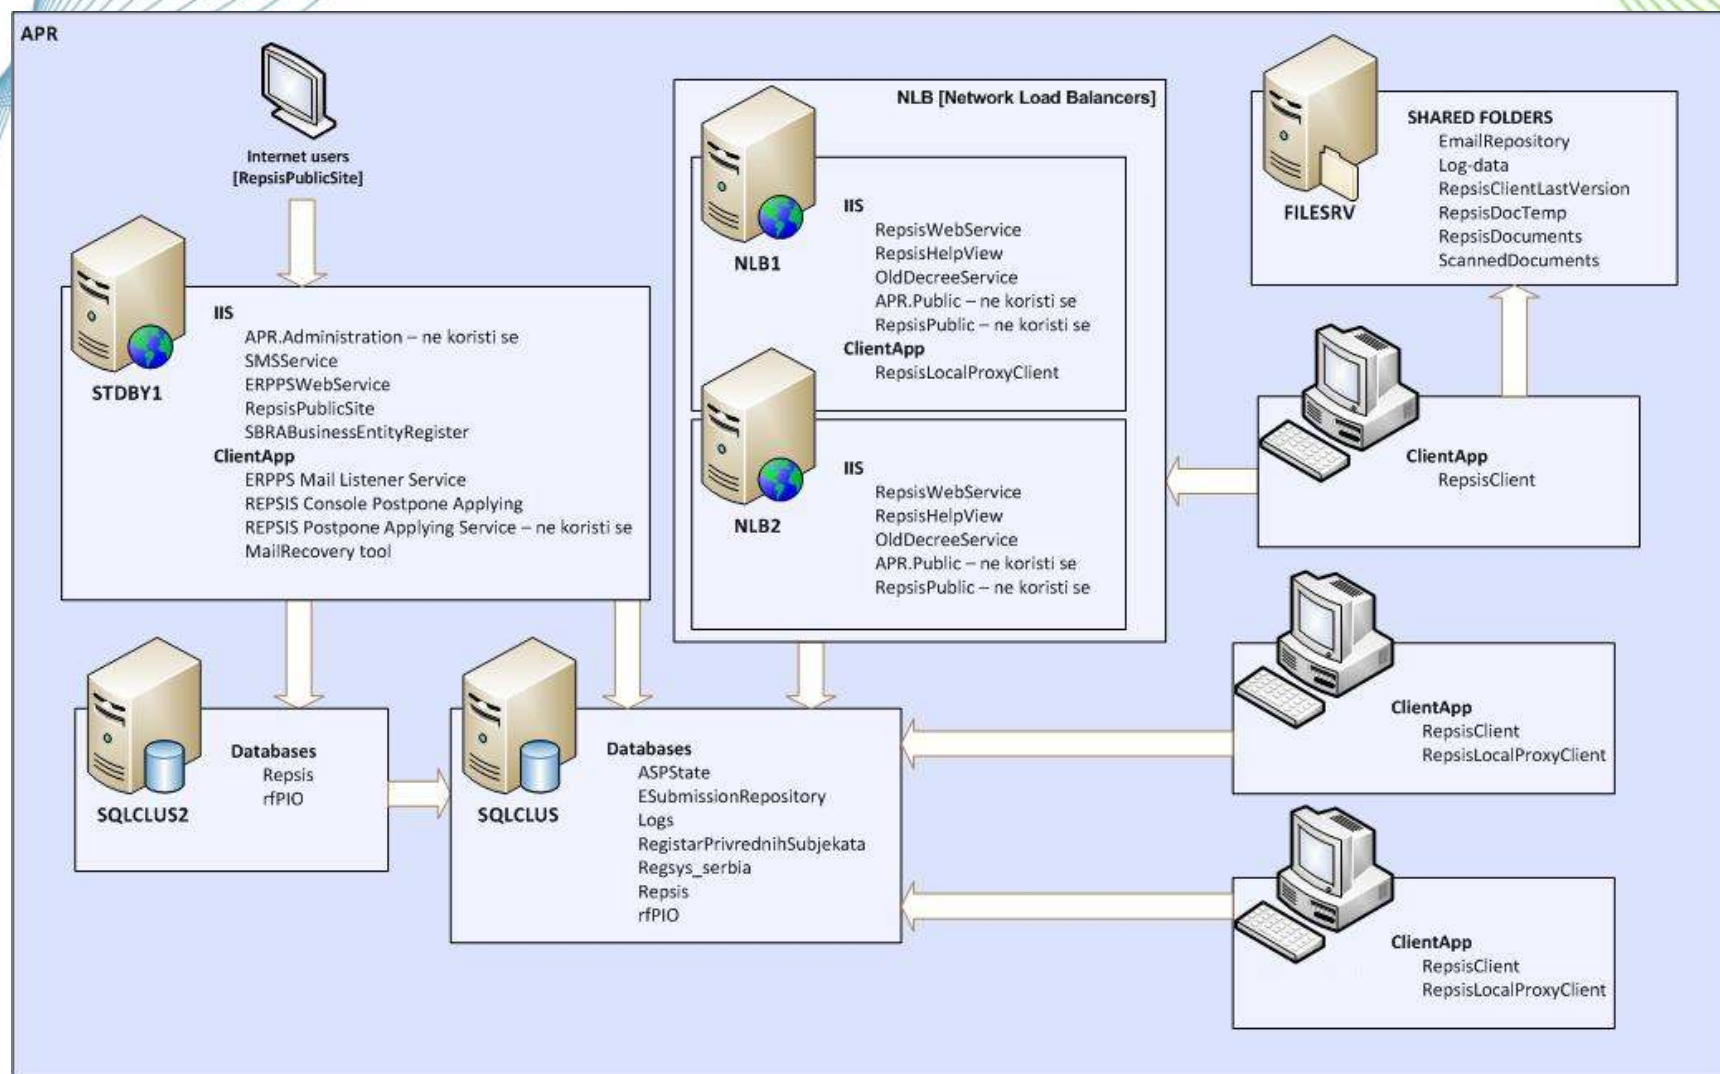 APR
Internet users
[RepsisPublicSite]
STDBY1
IIS
APR.Administration – ne koristi se
SMSService
ERPPSWebService
RepsisPublicSite
SBRABusinessEntityRegister
ClientApp
ERPPS Mail Listener Service
REPSIS Console Postpone Applying
REPSIS Postpone Applying Service – ne koristi se
MailRecovery tool
NLB [Network Load Balancers]
NLB1
IIS
RepsisWebService
RepsisHelpView
OldDecreeService
APR.Public – ne koristi se
RepsisPublic – ne koristi se
ClientApp
RepsisLocalProxyClient
NLB2
IIS
RepsisWebService
RepsisHelpView
OldDecreeService
APR.Public – ne koristi se
RepsisPublic – ne koristi se
FILESRV
SHARED FOLDERS
EmailRepository
Log-data
RepsisClientLastVersion
RepsisDocTemp
RepsisDocuments
ScannedDocuments
ClientApp
RepsisClient
SQLCLUS2
Databases
Repsis
rfPIO
SQLCLUS
Databases
ASPState
ESubmissionRepository
Logs
RegistarPrivrednihSubjekata
Regsys_serbia
Repsis
rfPIO
ClientApp
RepsisClient
RepsisLocalProxyClient
ClientApp
RepsisClient
RepsisLocalProxyClient